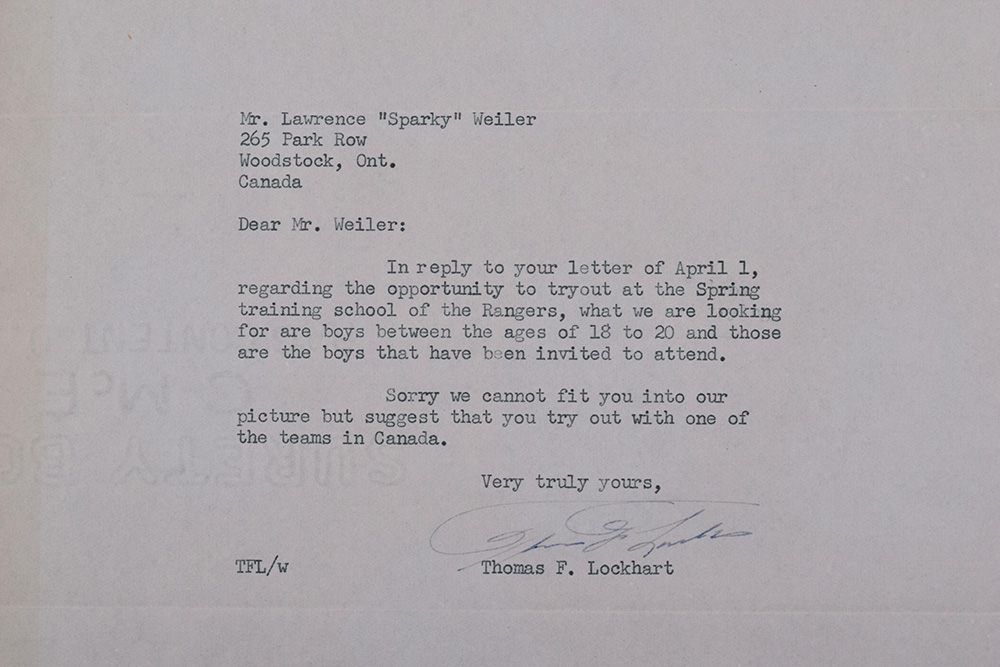 Mr. Lawrence "Sparky" Weiler
265 Park Row
Woodstock, Ont.
Canada
Dear Mr. Weiler:
In reply to your letter of April 1,
regarding the opportunity to tryout at the Spring
training school of the Rangers, what we are looking
for are boys between the ages of 18 to 20 and those
are the boys that have been invited to attend.
Sorry we cannot fit you into our
picture but suggest that you try out with one of
the teams in Canada.
Very truly yours,
Thomas F. Lockhart
TFL/w Thomas F. Lockhart